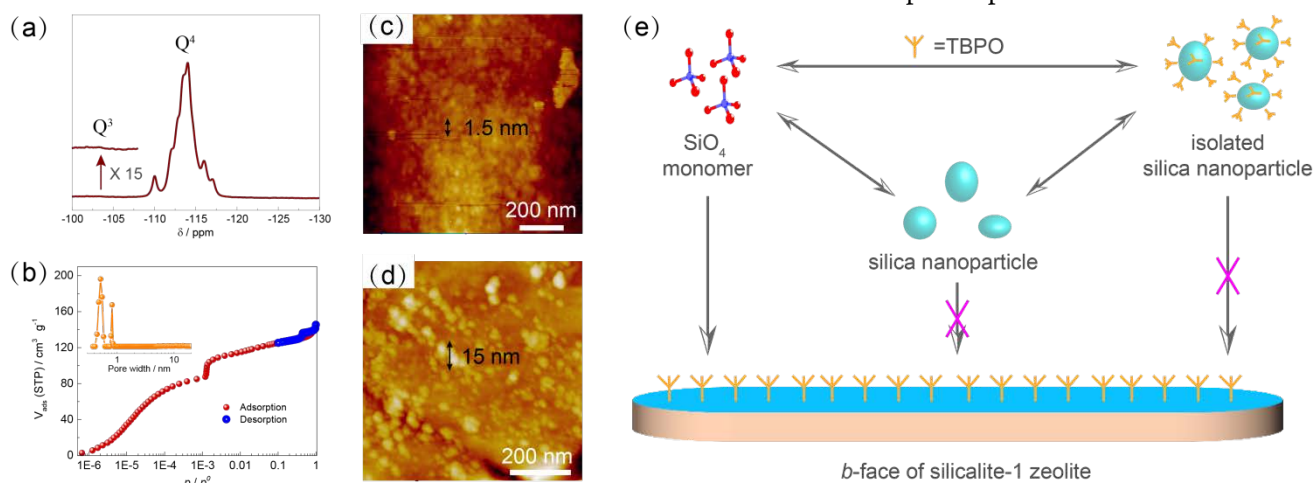 (a)
Q⁴
Q³
X 15
-100 -105 -110 -115 -120 -125 -130
δ / ppm
(b)
200
160
120
80
40
0
V_ads (STP) / cm³ g⁻¹
1 10
Pore width / nm
Adsorption
Desorption
1E-6 1E-5 1E-4 1E-3 0.01 0.1 1
(c)
1.5 nm
200 nm
(d)
15 nm
200 nm
(e)
=TBPO
SiO₄
monomer
isolated
silica nanoparticle
silica nanoparticle
b-face of silicalite-1 zeolite